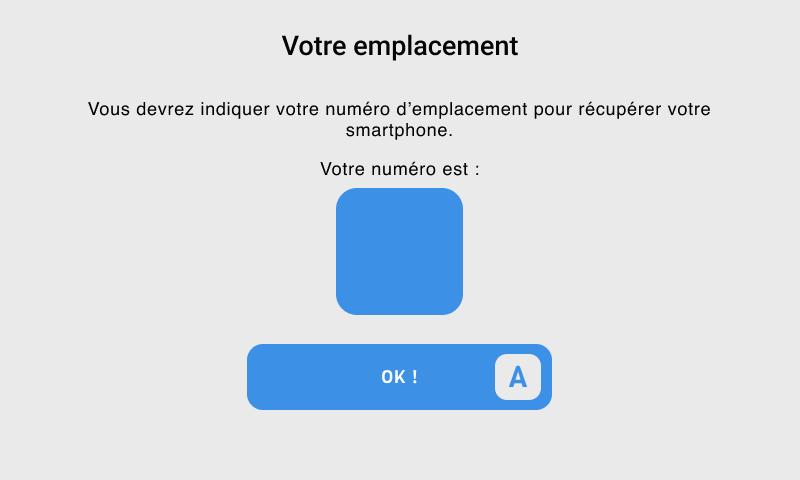 Votre emplacement
Vous devrez indiquer votre numéro d’emplacement pour récupérer votre
smartphone.
Votre numéro est :
OK !
A